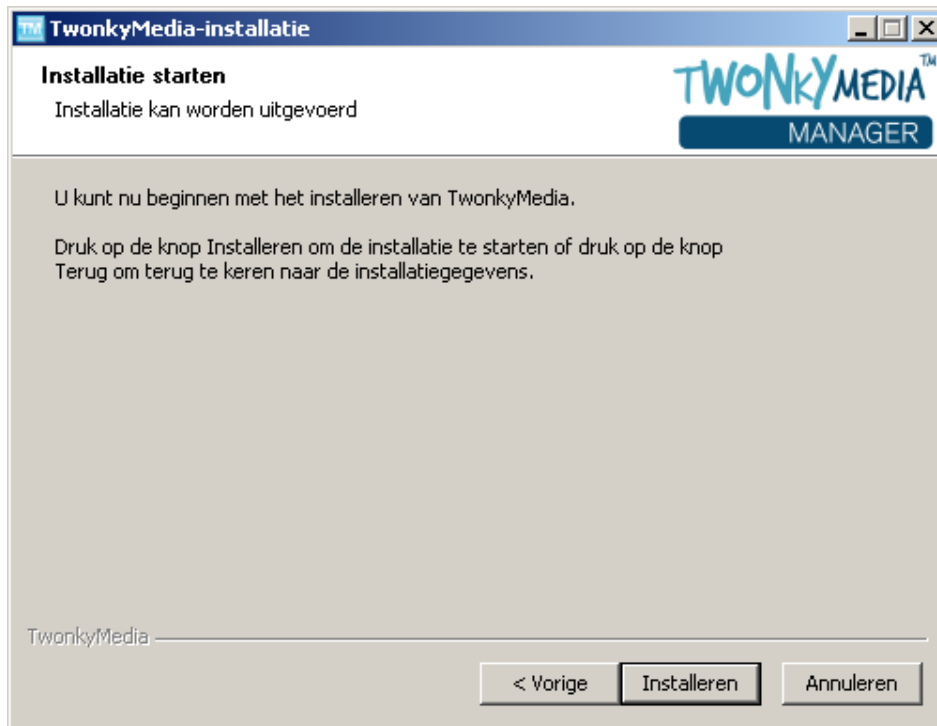 TM TwonkyMedia-installatie
Installatie starten
Installatie kan worden uitgevoerd
TWONKY MEDIA™
MANAGER
U kunt nu beginnen met het installeren van TwonkyMedia.
Druk op de knop Installeren om de installatie te starten of druk op de knop
Terug om terug te keren naar de installatiegegevens.
TwonkyMedia
< Vorige
Installeren
Annuleren